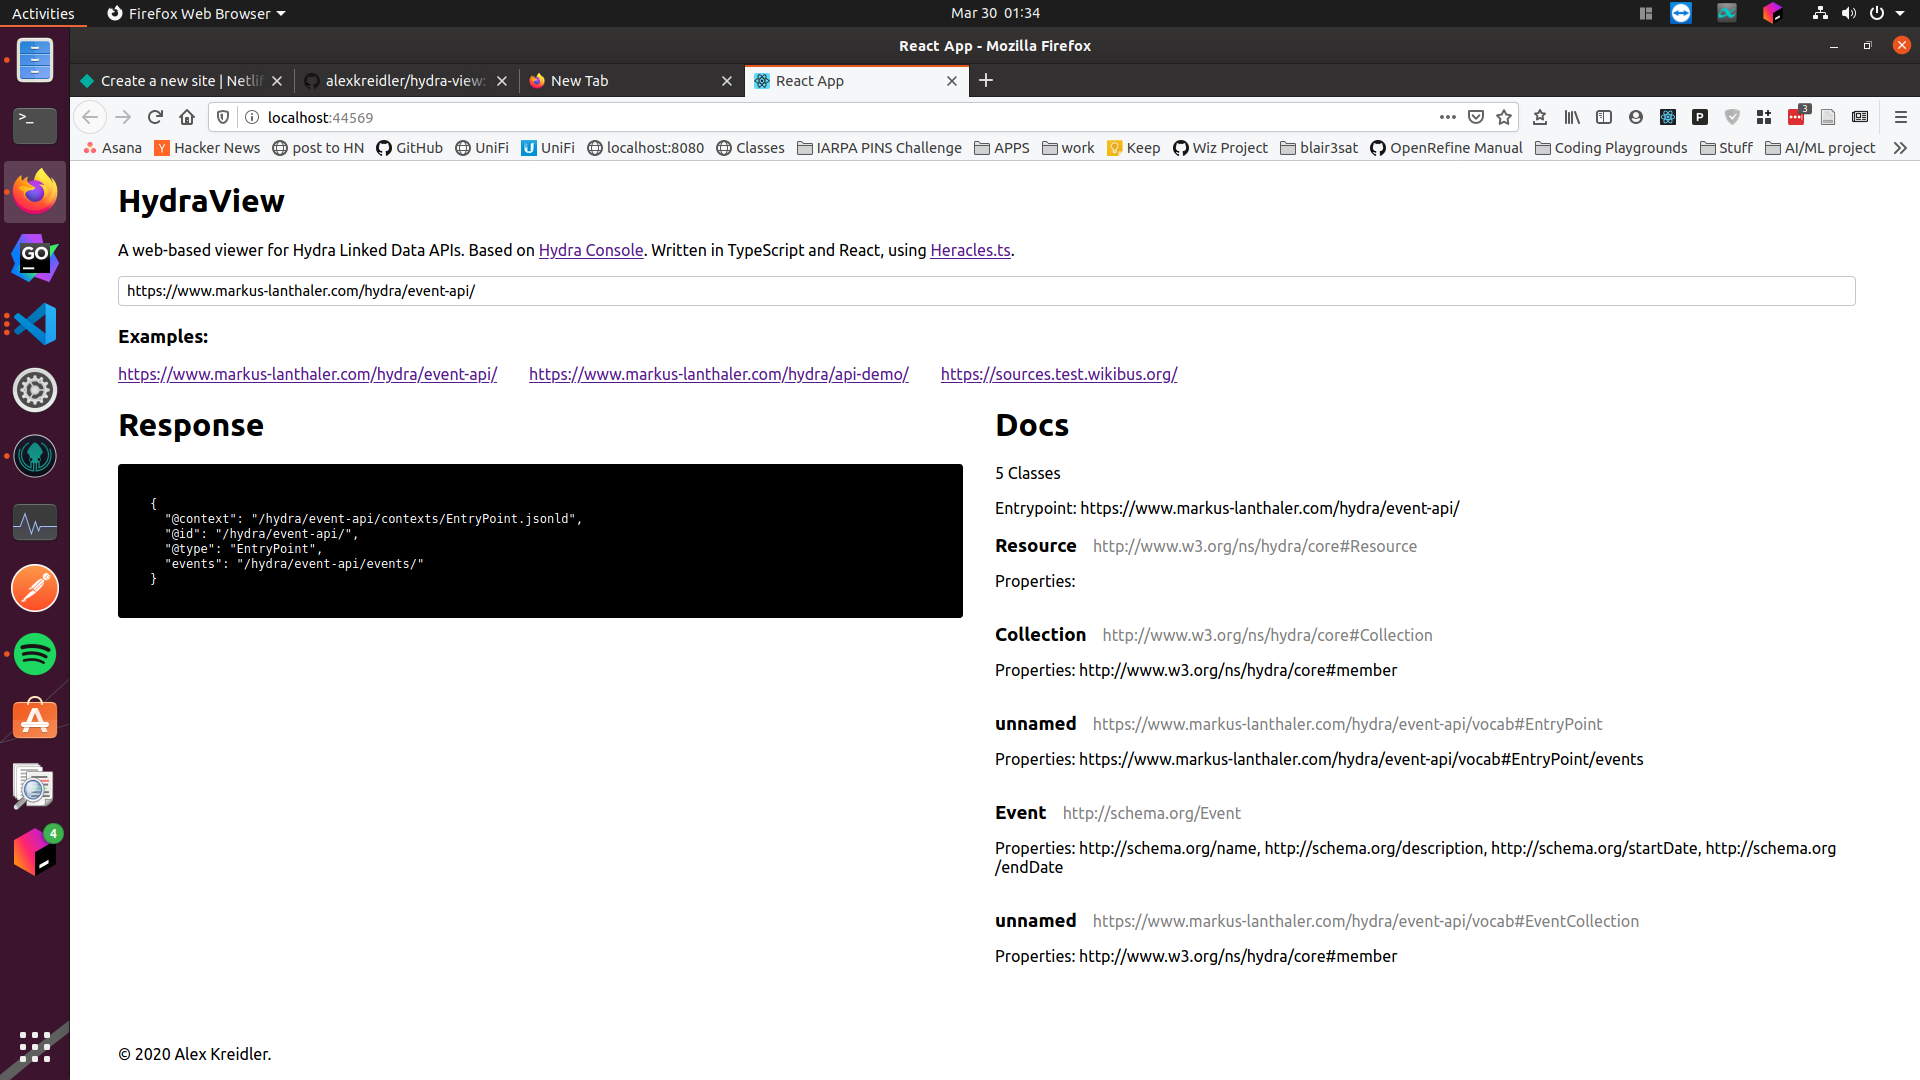 Activities
Firefox Web Browser
Mar 30 01:34
React App - Mozilla Firefox
Create a new site | Netlif
alexkreidler/hydra-view:
New Tab
React App
localhost:44569
3
Asana
Hacker News
post to HN
GitHub
UniFi
UniFi
localhost:8080
Classes
IARPA PINS Challenge
APPS
work
Keep
Wiz Project
blair3sat
OpenRefine Manual
Coding Playgrounds
Stuff
AI/ML project
HydraView
A web-based viewer for Hydra Linked Data APIs. Based on Hydra Console. Written in TypeScript and React, using Heracles.ts.
https://www.markus-lanthaler.com/hydra/event-api/
Examples:
https://www.markus-lanthaler.com/hydra/event-api/ https://www.markus-lanthaler.com/hydra/api-demo/ https://sources.test.wikibus.org/
Response
{
"@context": "/hydra/event-api/contexts/EntryPoint.jsonld",
"@id": "/hydra/event-api/",
"@type": "EntryPoint",
"events": "/hydra/event-api/events/"
}
Docs
5 Classes
Entrypoint: https://www.markus-lanthaler.com/hydra/event-api/
Resource http://www.w3.org/ns/hydra/core#Resource
Properties:
Collection http://www.w3.org/ns/hydra/core#Collection
Properties: http://www.w3.org/ns/hydra/core#member
unnamed https://www.markus-lanthaler.com/hydra/event-api/vocab#EntryPoint
Properties: https://www.markus-lanthaler.com/hydra/event-api/vocab#EntryPoint/events
Event http://schema.org/Event
Properties: http://schema.org/name, http://schema.org/description, http://schema.org/startDate, http://schema.org
/endDate
unnamed https://www.markus-lanthaler.com/hydra/event-api/vocab#EventCollection
Properties: http://www.w3.org/ns/hydra/core#member
© 2020 Alex Kreidler.
>_
GO
4
P